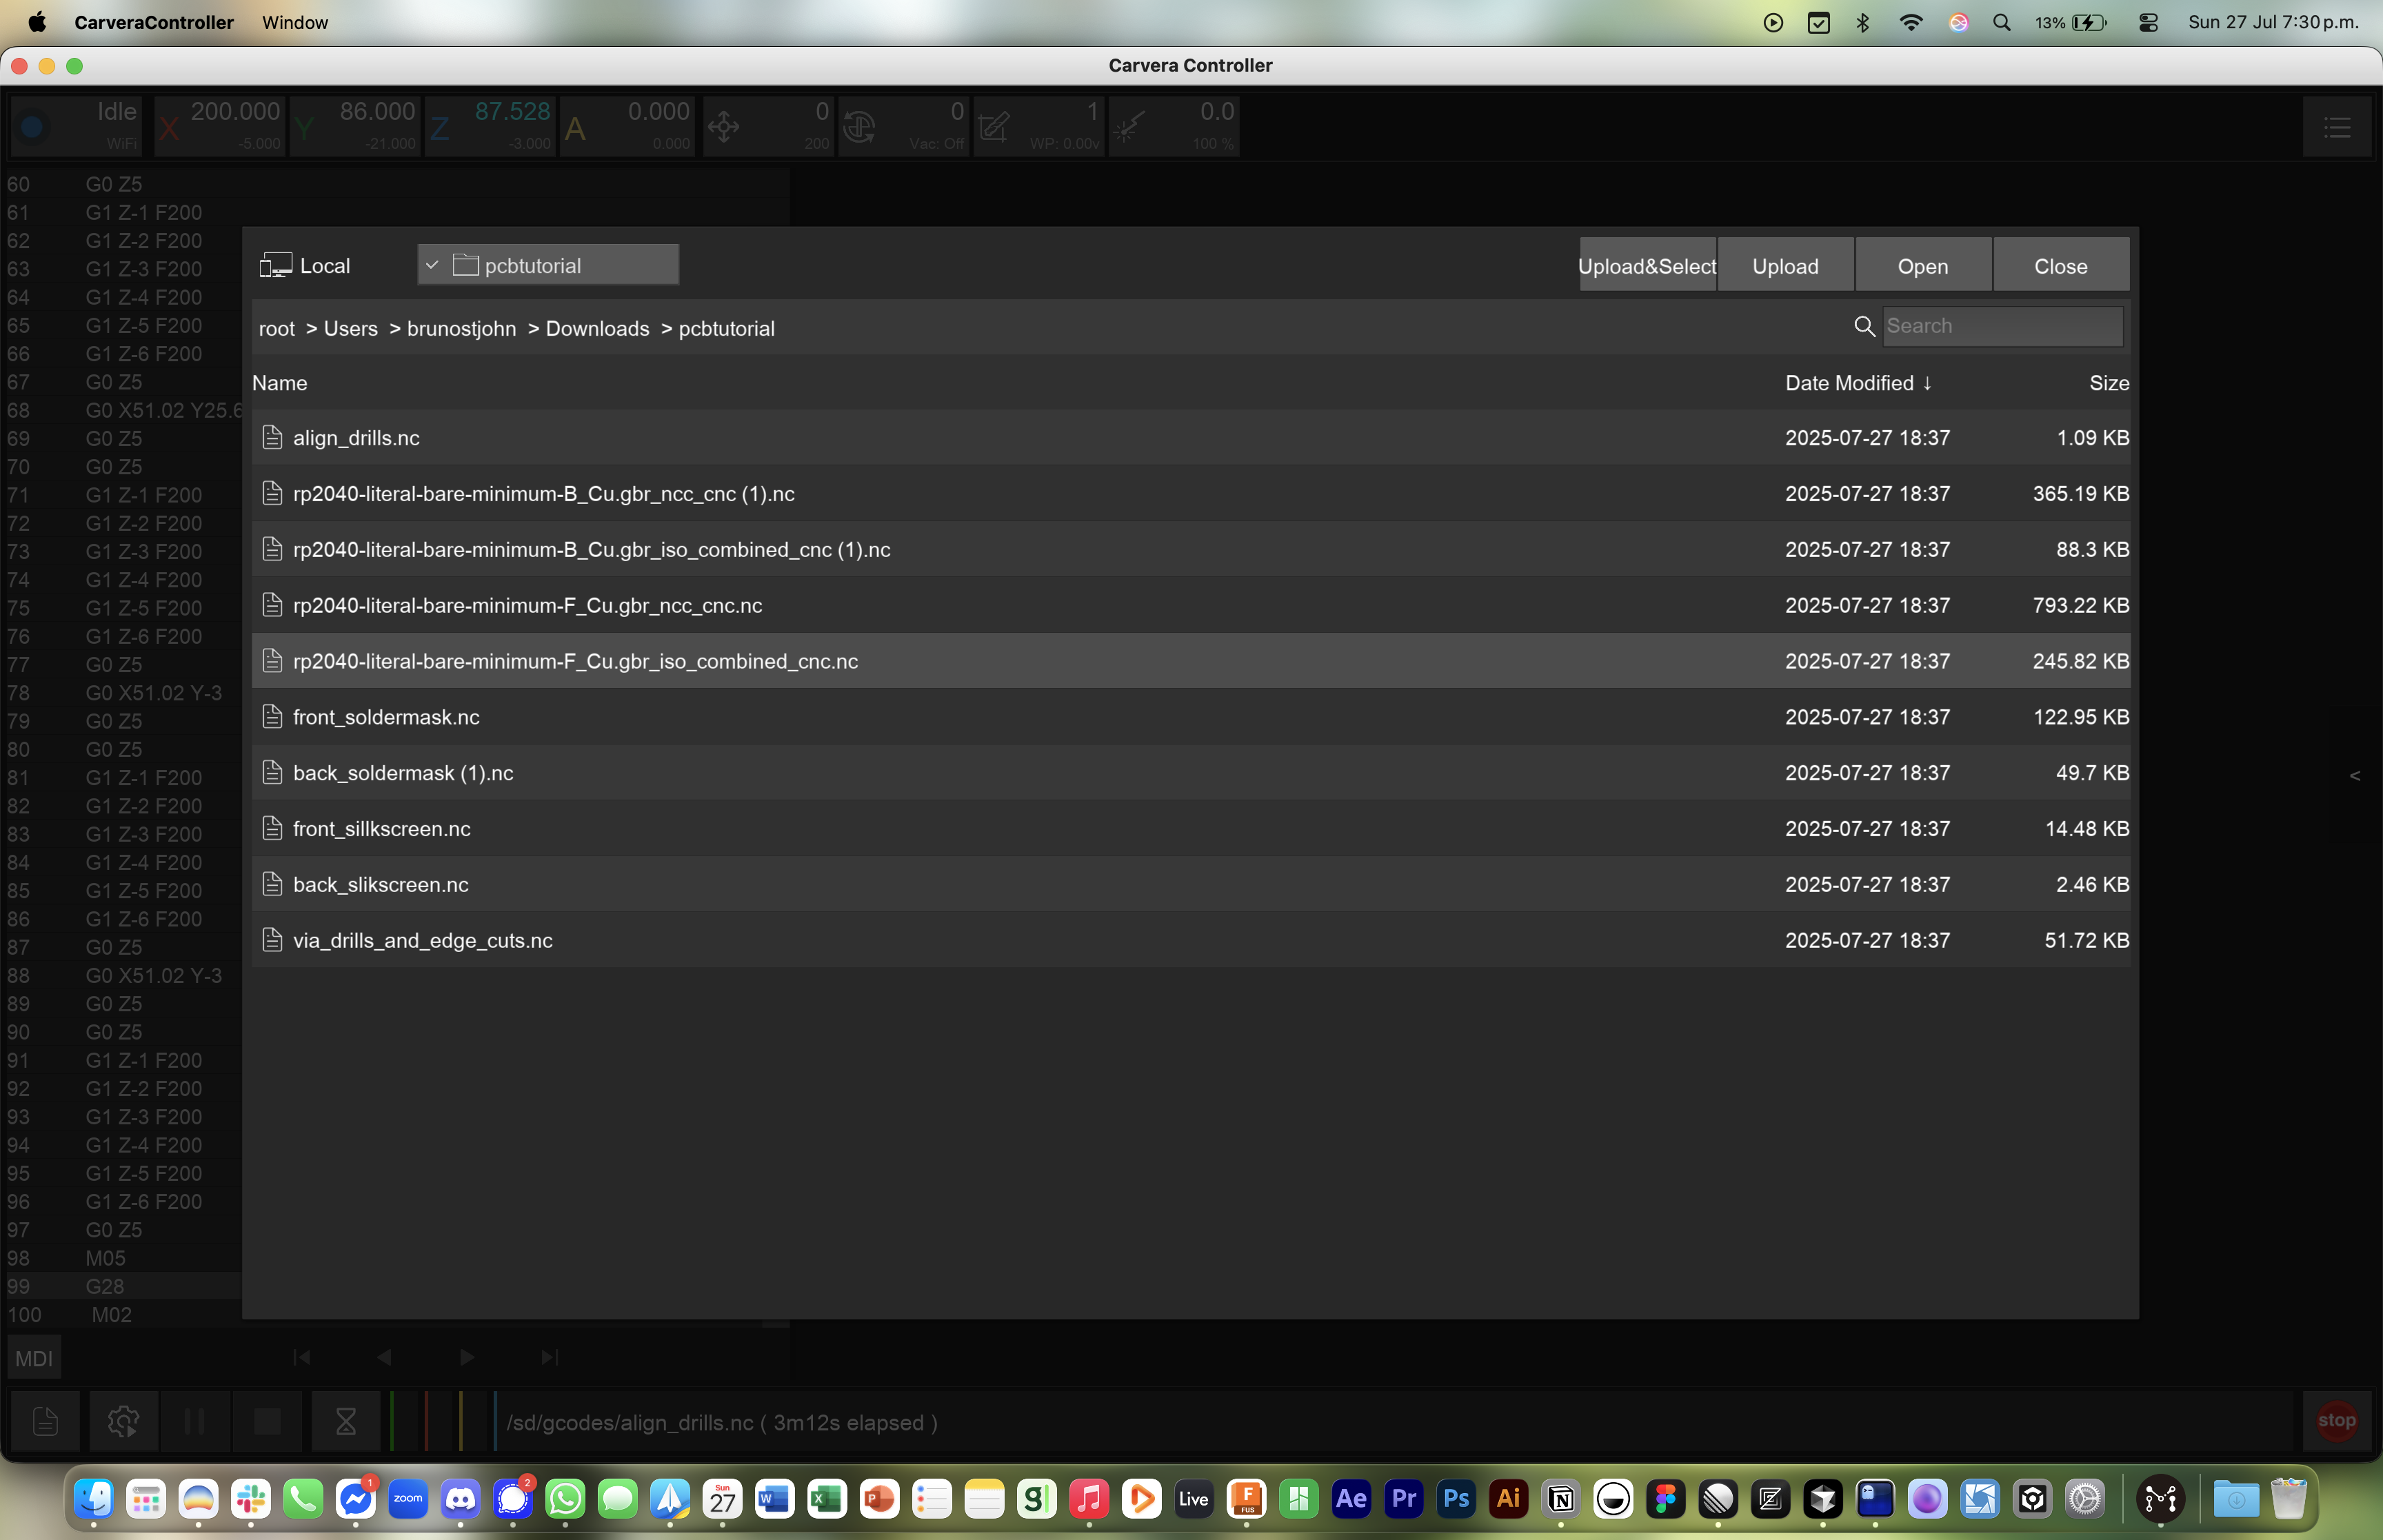 CarveraController Window 13% Sun 27 Jul 7:30 p.m.
Carvera Controller
Idle X 200.000 Y 86.000 Z 87.528 A 0.000 0 0 1 0.0
WiFi -5.000 -21.000 -3.000 0.000 200 Vac: Off WP: 0.00v 100 %
60 G0 Z5
61 G1 Z-1 F200
62 G1 Z-2 F200
63 G1 Z-3 F200
64 G1 Z-4 F200
65 G1 Z-5 F200
66 G1 Z-6 F200
67 G0 Z5
68 G0 X51.02 Y25.6
69 G0 Z5
70 G0 Z5
71 G1 Z-1 F200
72 G1 Z-2 F200
73 G1 Z-3 F200
74 G1 Z-4 F200
75 G1 Z-5 F200
76 G1 Z-6 F200
77 G0 Z5
78 G0 X51.02 Y-3
79 G0 Z5
80 G0 Z5
81 G1 Z-1 F200
82 G1 Z-2 F200
83 G1 Z-3 F200
84 G1 Z-4 F200
85 G1 Z-5 F200
86 G1 Z-6 F200
87 G0 Z5
88 G0 X51.02 Y-3
89 G0 Z5
90 G0 Z5
91 G1 Z-1 F200
92 G1 Z-2 F200
93 G1 Z-3 F200
94 G1 Z-4 F200
95 G1 Z-5 F200
96 G1 Z-6 F200
97 G0 Z5
98 M05
99 G28
100 M02
Local pcbtutorial Upload&Select Upload Open Close
root > Users > brunostjohn > Downloads > pcbtutorial Search
Name Date Modified ↓ Size
align_drills.nc 2025-07-27 18:37 1.09 KB
rp2040-literal-bare-minimum-B_Cu.gbr_ncc_cnc (1).nc 2025-07-27 18:37 365.19 KB
rp2040-literal-bare-minimum-B_Cu.gbr_iso_combined_cnc (1).nc 2025-07-27 18:37 88.3 KB
rp2040-literal-bare-minimum-F_Cu.gbr_ncc_cnc.nc 2025-07-27 18:37 793.22 KB
rp2040-literal-bare-minimum-F_Cu.gbr_iso_combined_cnc.nc 2025-07-27 18:37 245.82 KB
front_soldermask.nc 2025-07-27 18:37 122.95 KB
back_soldermask (1).nc 2025-07-27 18:37 49.7 KB
front_sillkscreen.nc 2025-07-27 18:37 14.48 KB
back_slikscreen.nc 2025-07-27 18:37 2.46 KB
via_drills_and_edge_cuts.nc 2025-07-27 18:37 51.72 KB
<
MDI
/sd/gcodes/align_drills.nc ( 3m12s elapsed ) stop
1 zoom 2 Sun 27 W X P g Live F FUS Ae Pr Ps Ai N